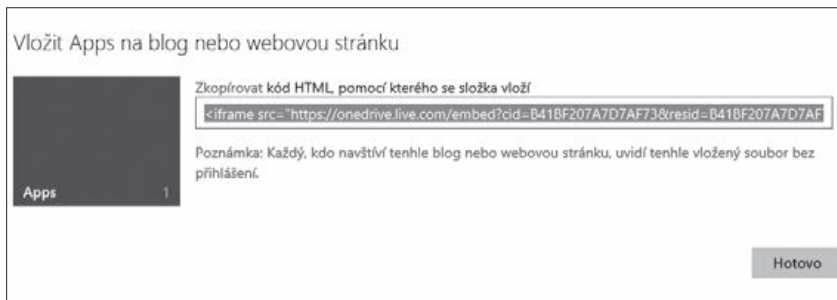 Vložit Apps na blog nebo webovou stránku
Zkopírovat kód HTML, pomocí kterého se složka vloží
<iframe src="https://onedrive.live.com/embed?cid=B41BF207A7D7AF73&resid=B41BF207A7D7AF
Poznámka: Každý, kdo navštíví tenhle blog nebo webovou stránku, uvidí tenhle vložený soubor bez
přihlášení.
Apps 1
Hotovo